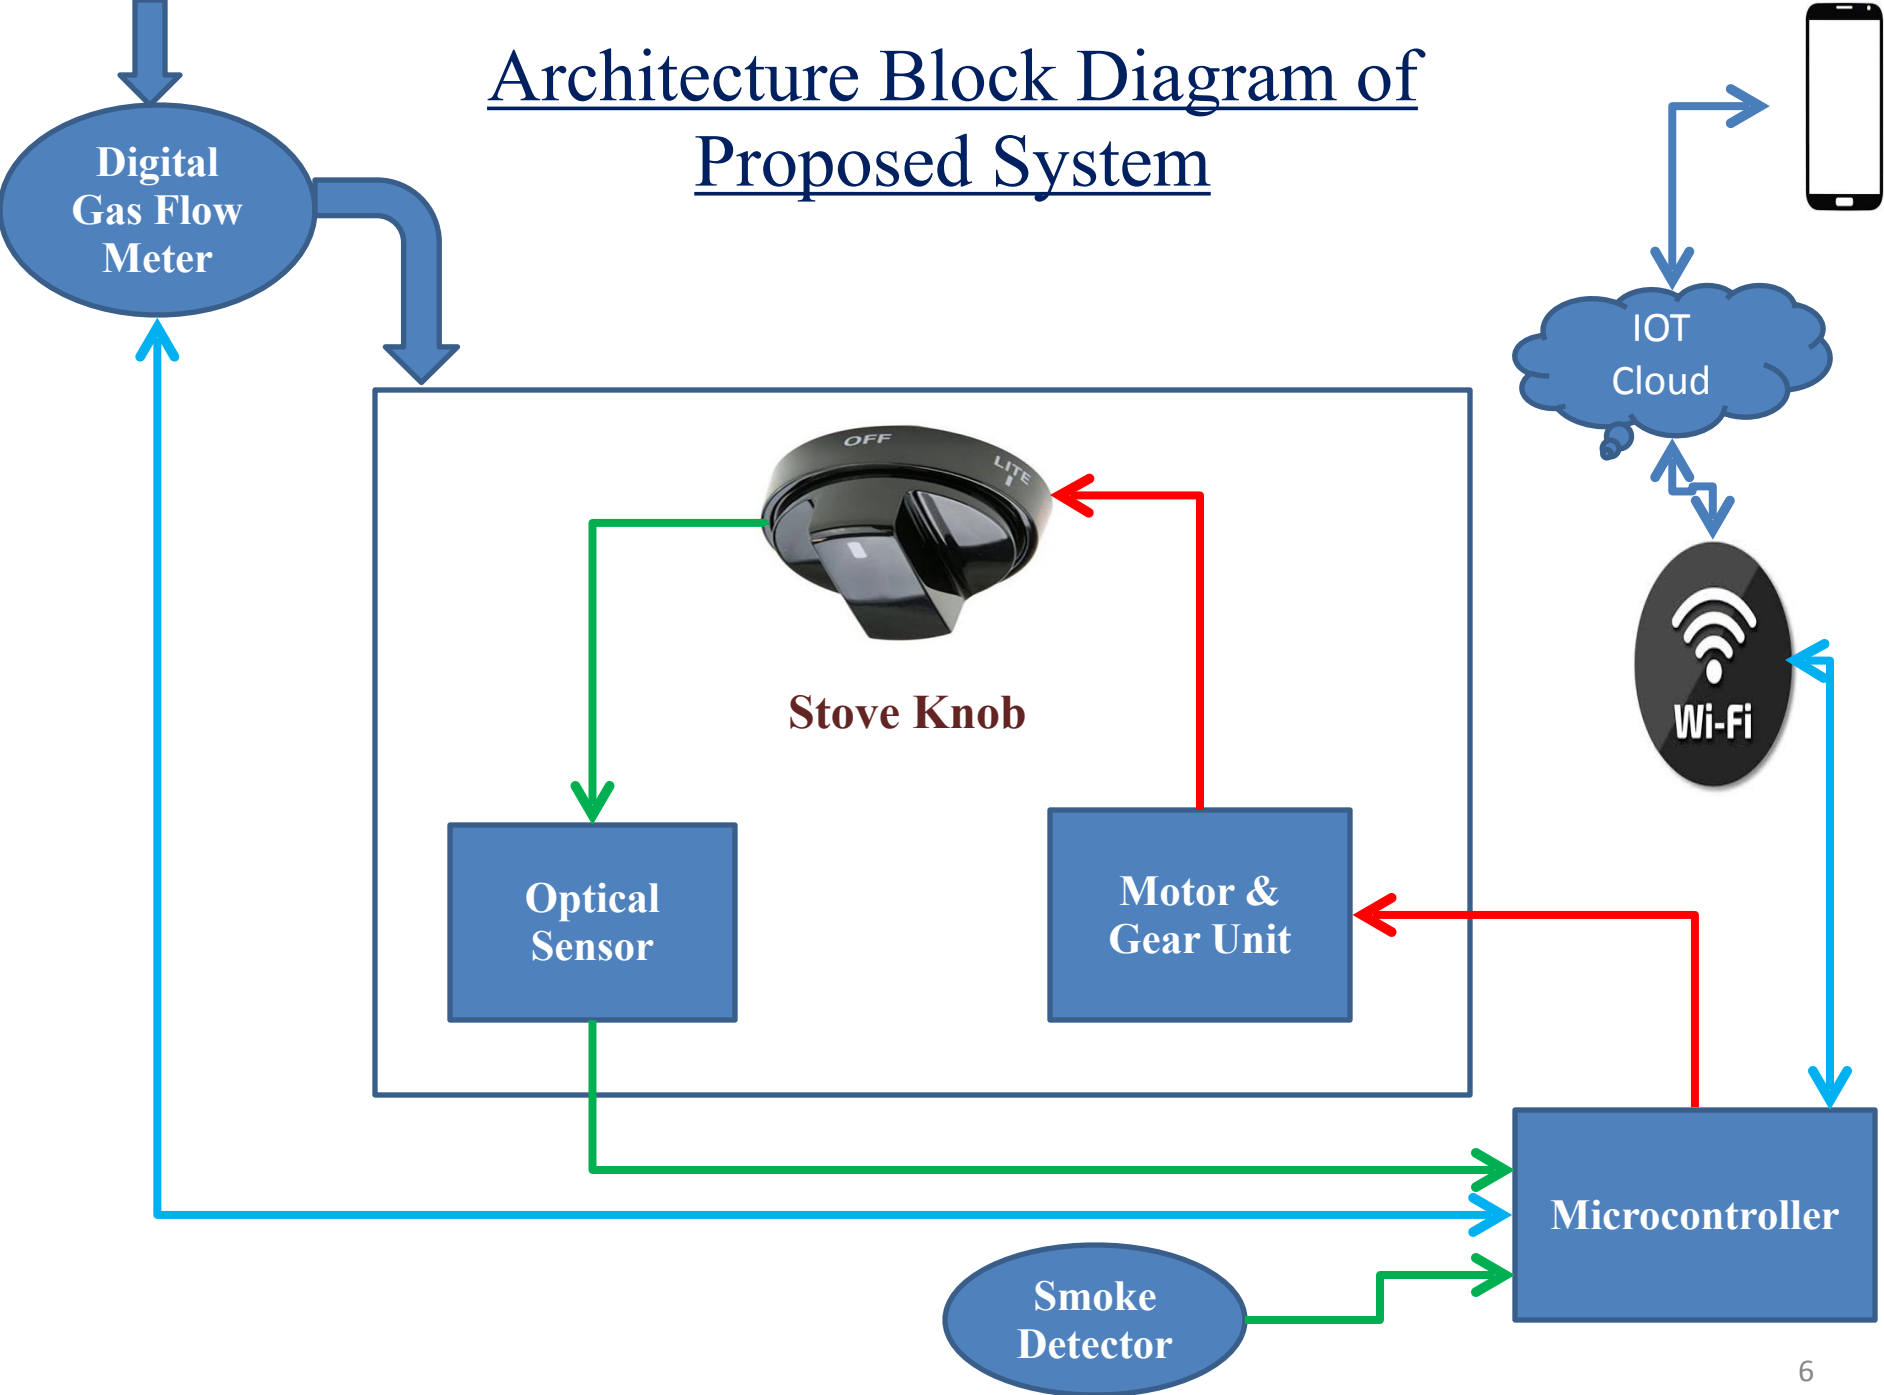 Architecture Block Diagram of
Proposed System
Digital
Gas Flow
Meter
IOT
Cloud
OFF
LITE
Stove Knob
Wi-Fi
Optical
Sensor
Motor &
Gear Unit
Microcontroller
Smoke
Detector
6